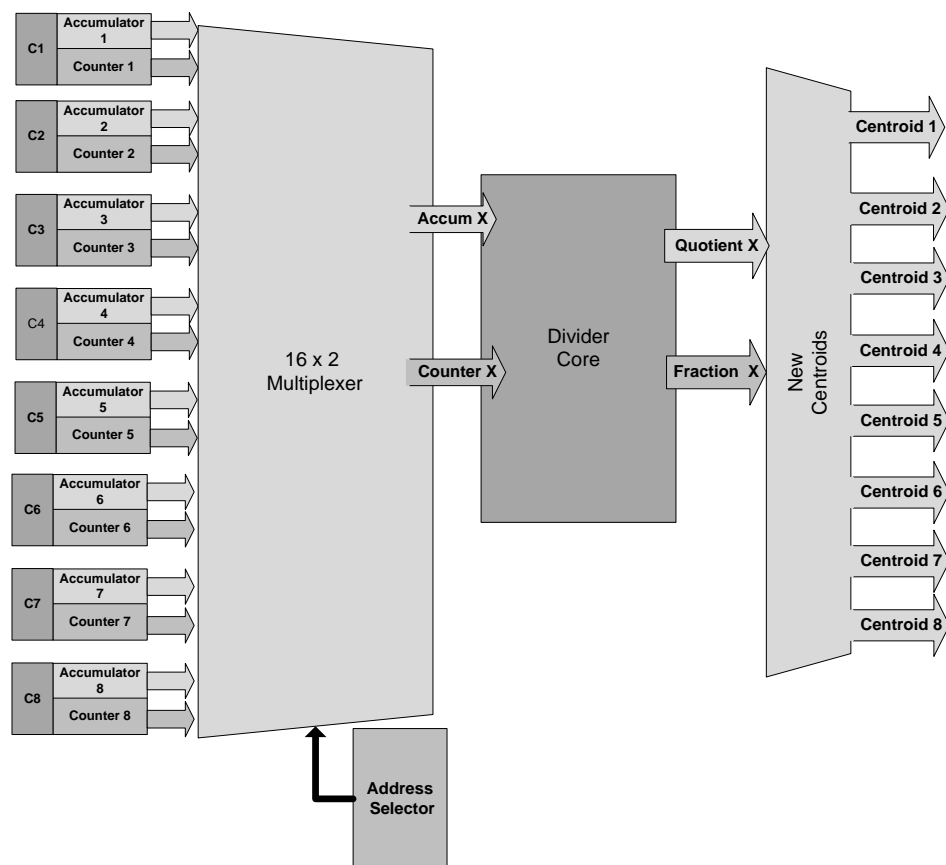 C1
Accumulator
1
Counter 1
C2
Accumulator
2
Counter 2
C3
Accumulator
3
Counter 3
C4
Accumulator
4
Counter 4
C5
Accumulator
5
Counter 5
C6
Accumulator
6
Counter 6
C7
Accumulator
7
Counter 7
C8
Accumulator
8
Counter 8
16 x 2
Multiplexer
Address
Selector
Accum X
Counter X
Divider
Core
Quotient X
Fraction X
New
Centroids
Centroid 1
Centroid 2
Centroid 3
Centroid 4
Centroid 5
Centroid 6
Centroid 7
Centroid 8